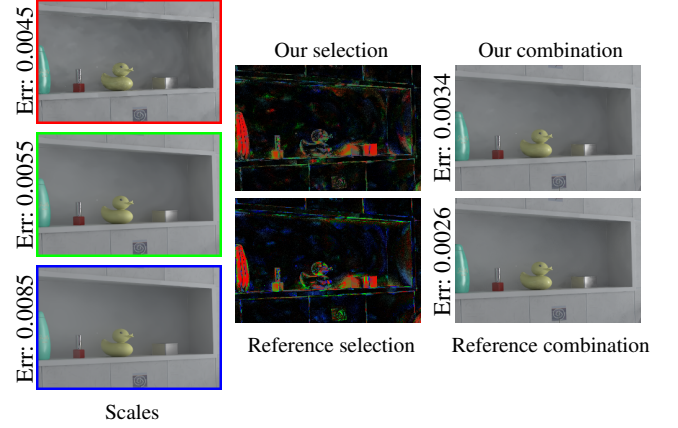 Err: 0.0045
Err: 0.0055
Err: 0.0085
Scales
Our selection
Reference selection
Our combination
Err: 0.0034
Err: 0.0026
Reference combination